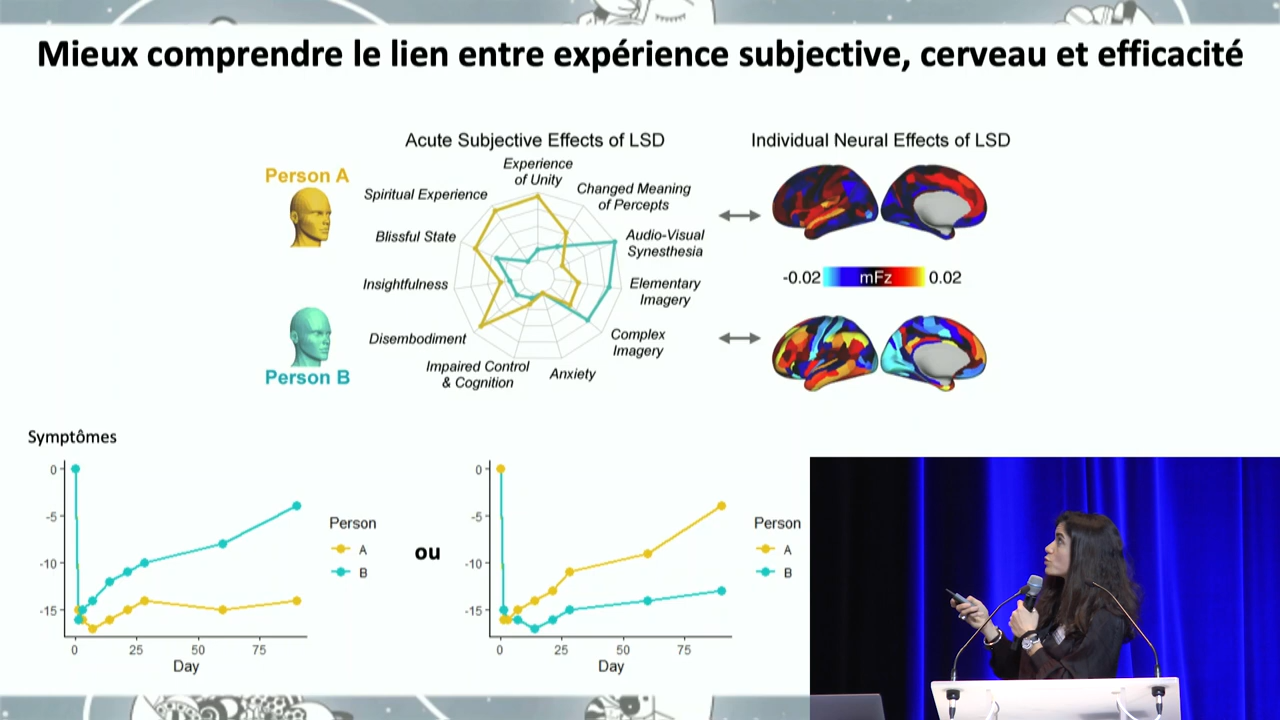 Mieux comprendre le lien entre expérience subjective, cerveau et efficacité
Acute Subjective Effects of LSD
Individual Neural Effects of LSD
Person A
Person B
Experience
of Unity
Changed Meaning
of Percepts
Audio-Visual
Synesthesia
Elementary
Imagery
Complex
Imagery
Anxiety
Impaired Control
& Cognition
Disembodiment
Insightfulness
Blissful State
Spiritual Experience
-0.02
mFz
0.02
Symptômes
0
-5
-10
-15
0
25
50
75
Day
Person
A
B
ou
0
-5
-10
-15
0
25
50
75
Day
Person
A
B